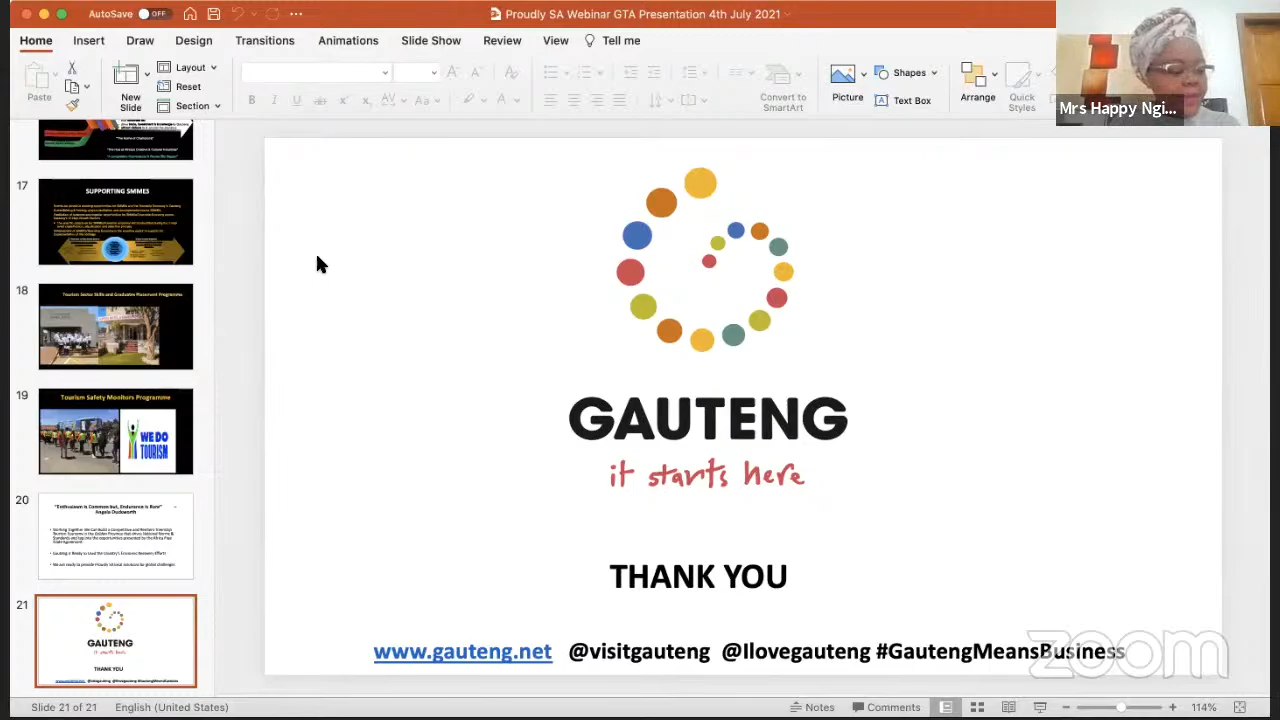 AutoSave OFF
Proudly SA Webinar GTA Presentation 4th July 2021
Home Insert Draw Design Transitions Animations Slide Show Review View Tell me
Paste
New Slide
Layout
Reset
Section
Convert to SmartArt
Picture
Shapes
Text Box
Arrange
Quick Styles
Mrs Happy Ngi...
17
SUPPORTING SMMES
18
Tourism Sector Skills and Graduates Placement Programme
19
Tourism Safety Monitors Programme
WE DO
TOURISM
20
"Enthusiasm is Common but, Endurance is Rare"
Angela Duckworth
21
GAUTENG
it starts here
THANK YOU
GAUTENG
it starts here
THANK YOU
www.gauteng.net @visitgauteng @Ilovegauteng #GautengMeansBusiness
zoom
Slide 21 of 21 English (United States) Notes Comments 114%